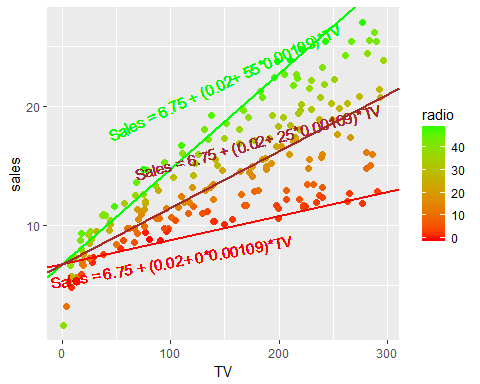 Sales = 6.75 + (0.02+ 55*0.00109)*TV
Sales = 6.75 + (0.02+ 25*0.00109)*TV
Sales = 6.75 + (0.02+ 0*0.00109)*TV
sales
20
10
0
100
200
300
TV
radio
40
30
20
10
0